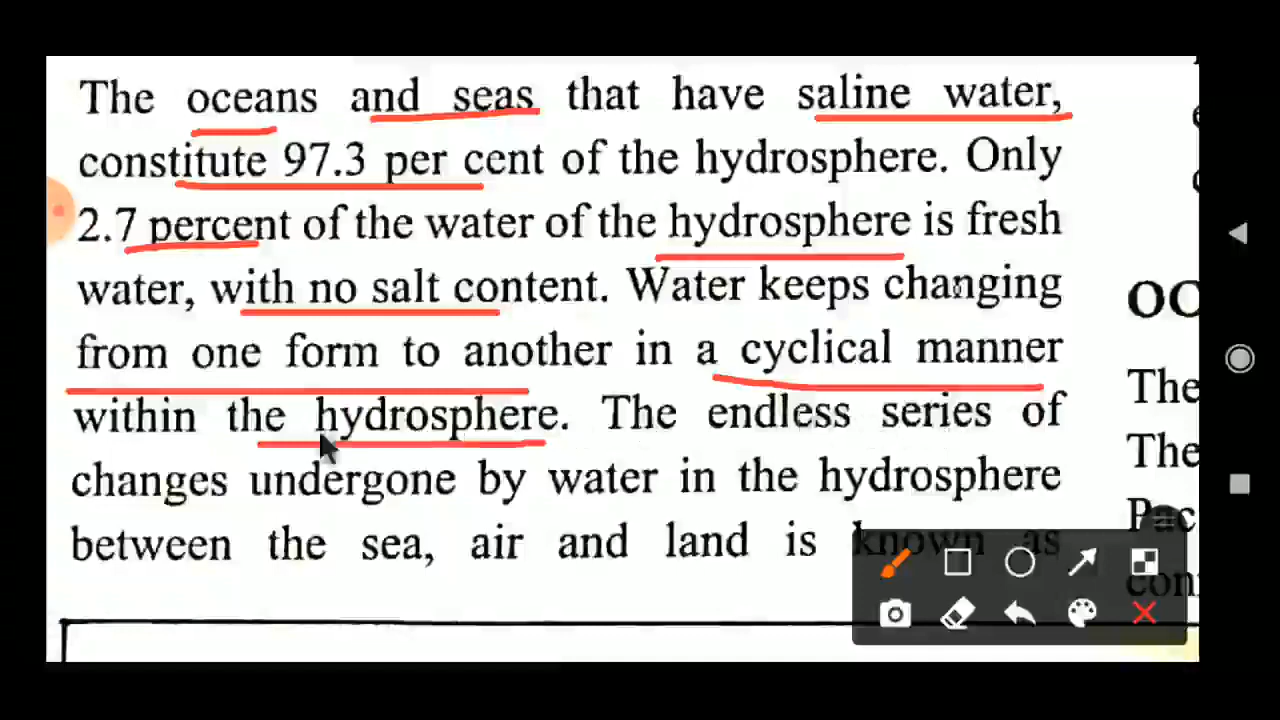 The oceans and seas that have saline water,
constitute 97.3 per cent of the hydrosphere. Only
2.7 percent of the water of the hydrosphere is fresh
water, with no salt content. Water keeps changing
from one form to another in a cyclical manner
within the hydrosphere. The endless series of
changes undergone by water in the hydrosphere
between the sea, air and land is known as
OC
The
The
Pac
con